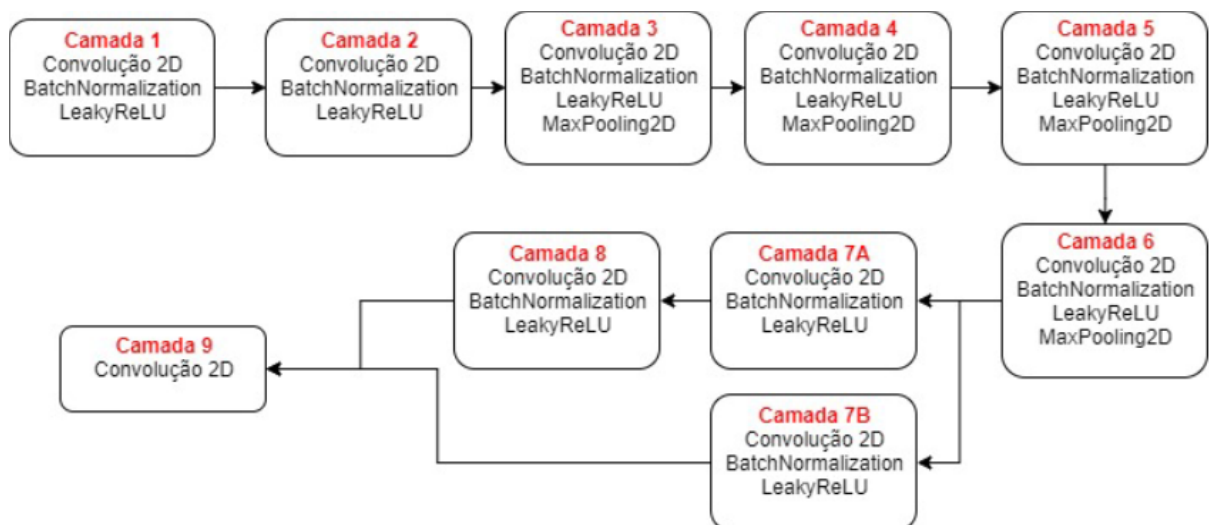 Camada 1
Convolução 2D
BatchNormalization
LeakyReLU
Camada 2
Convolução 2D
BatchNormalization
LeakyReLU
Camada 3
Convolução 2D
BatchNormalization
LeakyReLU
MaxPooling2D
Camada 4
Convolução 2D
BatchNormalization
LeakyReLU
MaxPooling2D
Camada 5
Convolução 2D
BatchNormalization
LeakyReLU
MaxPooling2D
Camada 6
Convolução 2D
BatchNormalization
LeakyReLU
MaxPooling2D
Camada 7A
Convolução 2D
BatchNormalization
LeakyReLU
Camada 8
Convolução 2D
BatchNormalization
LeakyReLU
Camada 7B
Convolução 2D
BatchNormalization
LeakyReLU
Camada 9
Convolução 2D